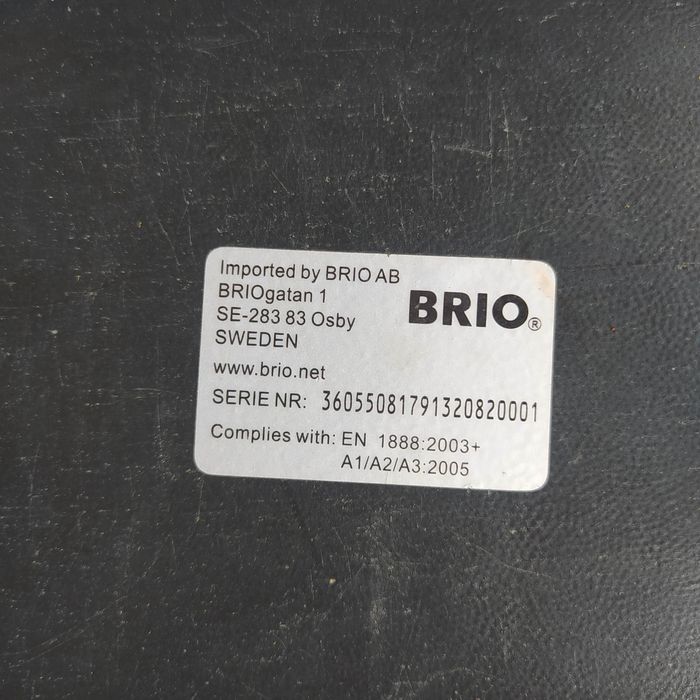 Imported by BRIO AB
BRIOgatan 1
SE-283 83 Osby
SWEDEN
BRIO®
www.brio.net
SERIE NR: 36055081791320820001
Complies with: EN 1888:2003+
A1/A2/A3:2005